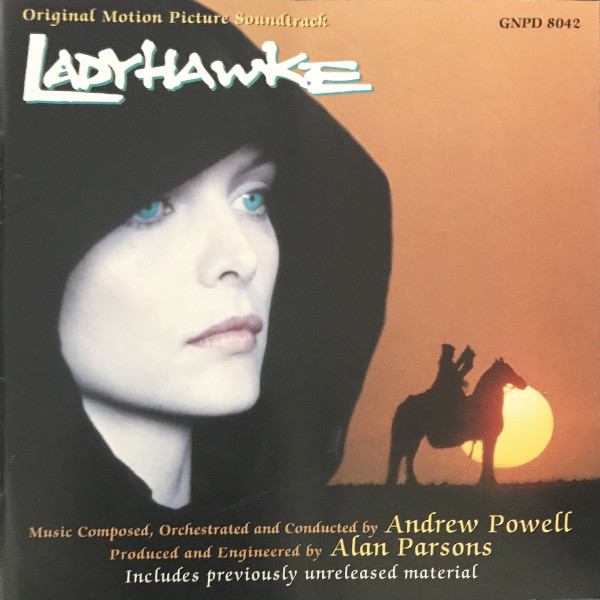 Original Motion Picture Soundtrack
GNPD 8042
LADYHAWKE
Music Composed, Orchestrated and Conducted by Andrew Powell
Produced and Engineered by Alan Parsons
Includes previously unreleased material